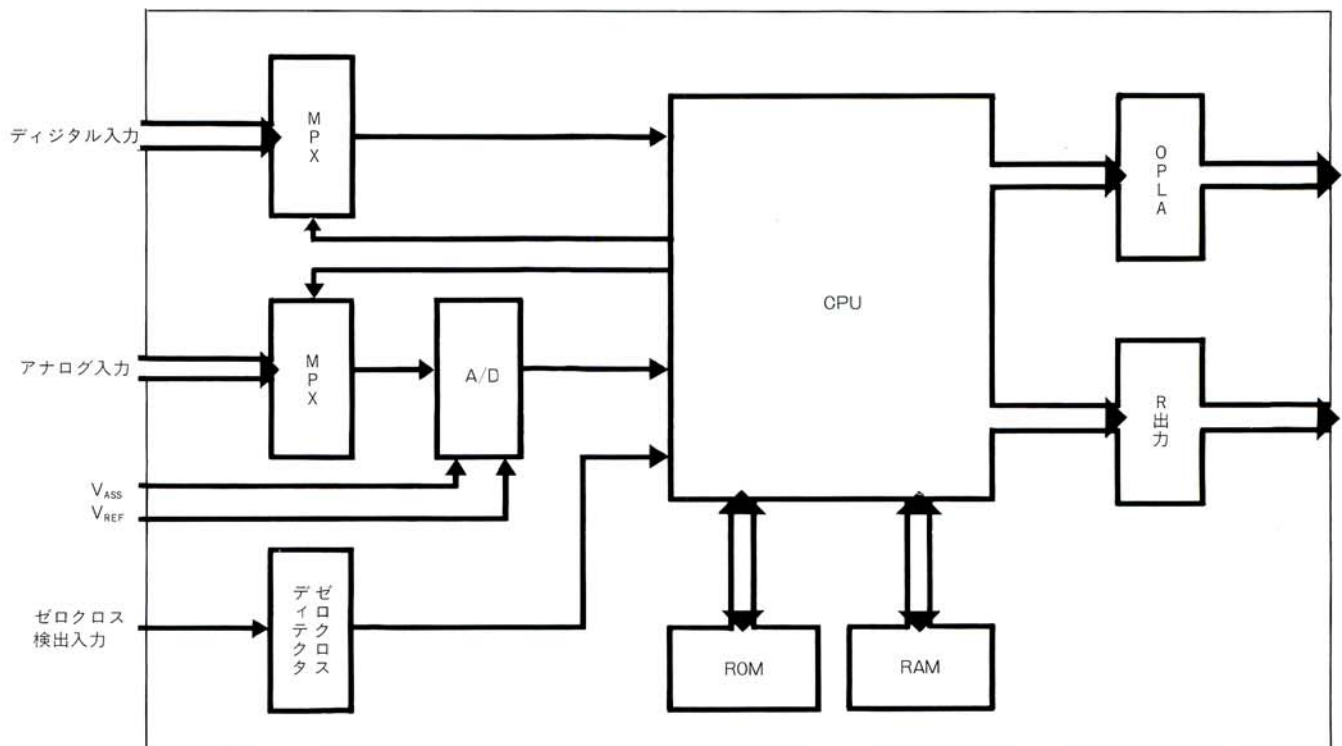 ディジタル入力
MPX
OPLA
CPU
アナログ入力
MPX
A/D
R出力
VASS
VREF
ゼロクロス
検出入力
ゼロクロス
ディテクタ
ROM
RAM